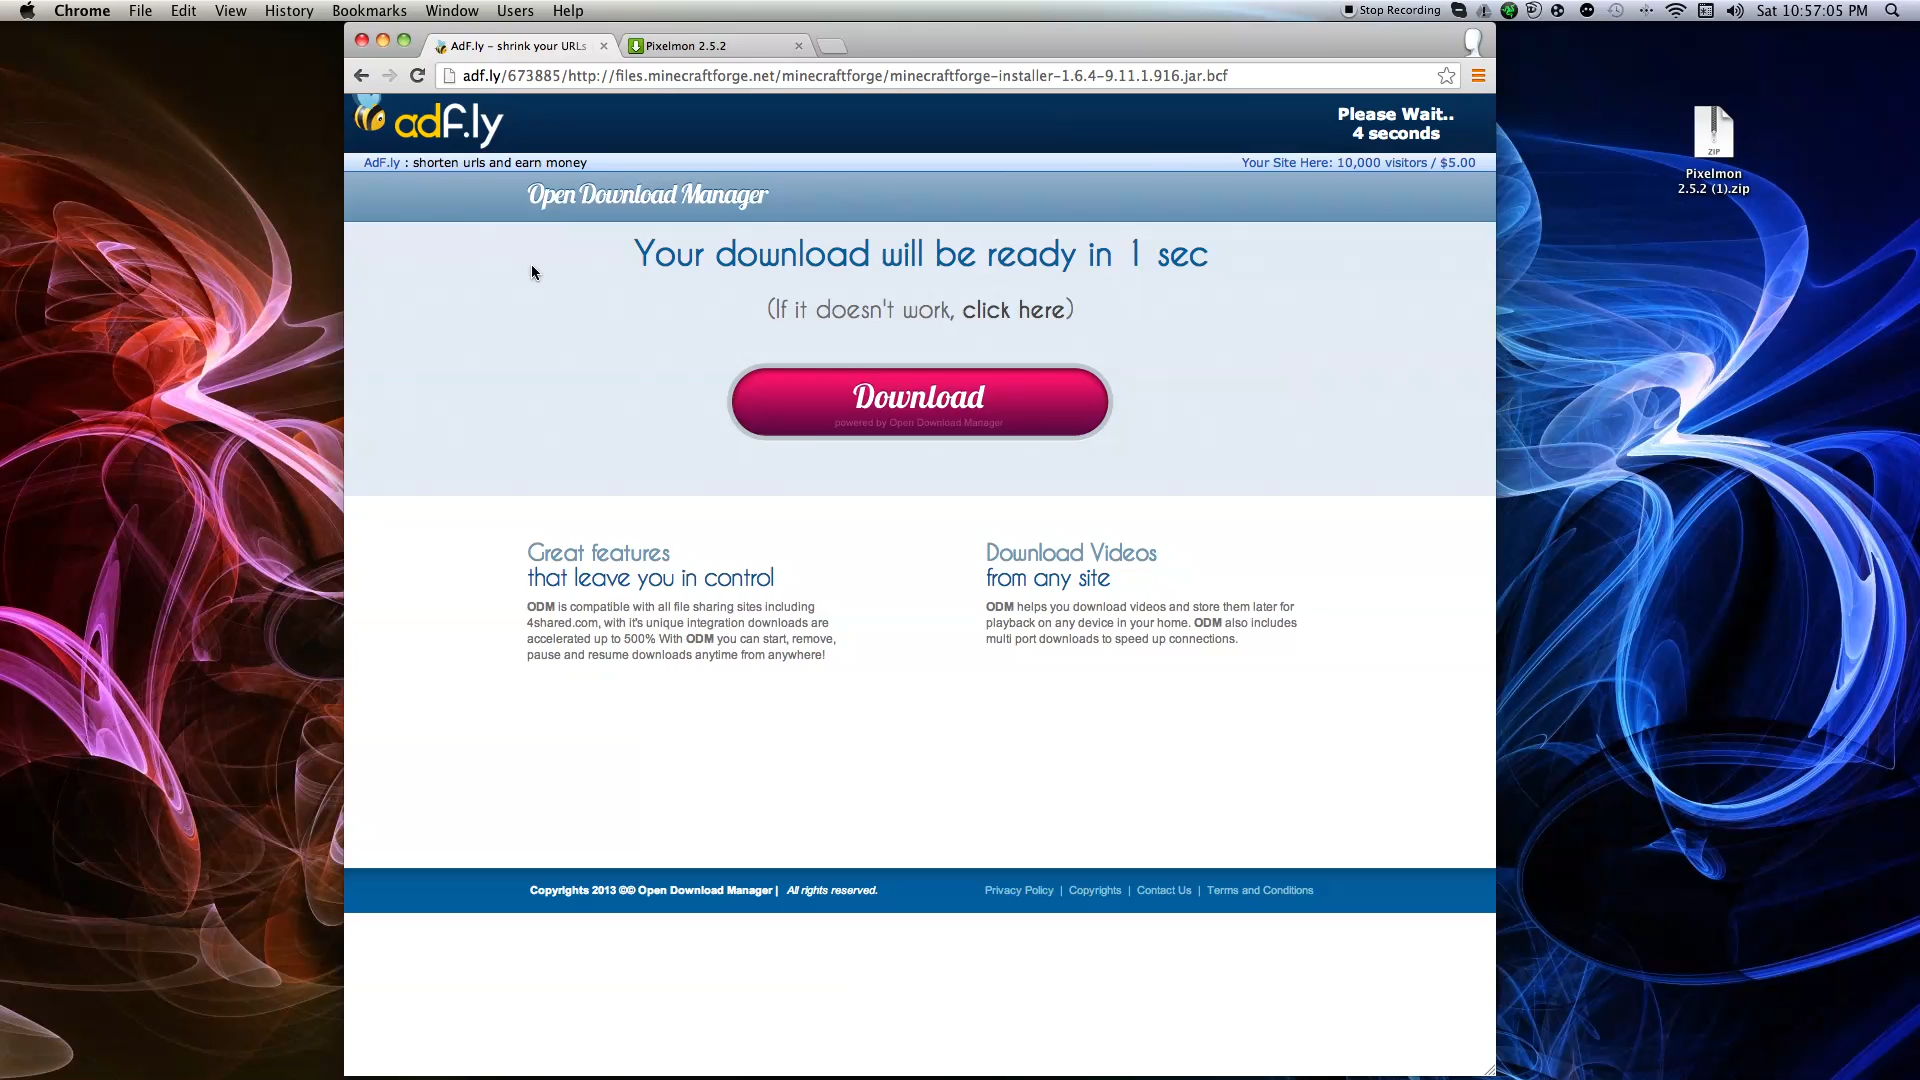 Chrome File Edit View History Bookmarks Window Users Help
Stop Recording
Sat 10:57:05 PM
AdF.ly – shrink your URLs
Pixelmon 2.5.2
adf.ly/673885/http://files.minecraftforge.net/minecraftforge/minecraftforge-installer-1.6.4-9.11.1.916.jar.bcf
adf.ly
Please Wait..
4 seconds
AdF.ly : shorten urls and earn money
Your Site Here: 10,000 visitors / $5.00
Open Download Manager
Your download will be ready in 1 sec
(If it doesn't work, click here)
Download
powered by Open Download Manager
Great features
that leave you in control
ODM is compatible with all file sharing sites including
4shared.com, with it's unique integration downloads are
accelerated up to 500% With ODM you can start, remove,
pause and resume downloads anytime from anywhere!
Download Videos
from any site
ODM helps you download videos and store them later for
playback on any device in your home. ODM also includes
multi port downloads to speed up connections.
Copyrights 2013 ©© Open Download Manager | All rights reserved.
Privacy Policy | Copyrights | Contact Us | Terms and Conditions
ZIP
Pixelmon
2.5.2 (1).zip